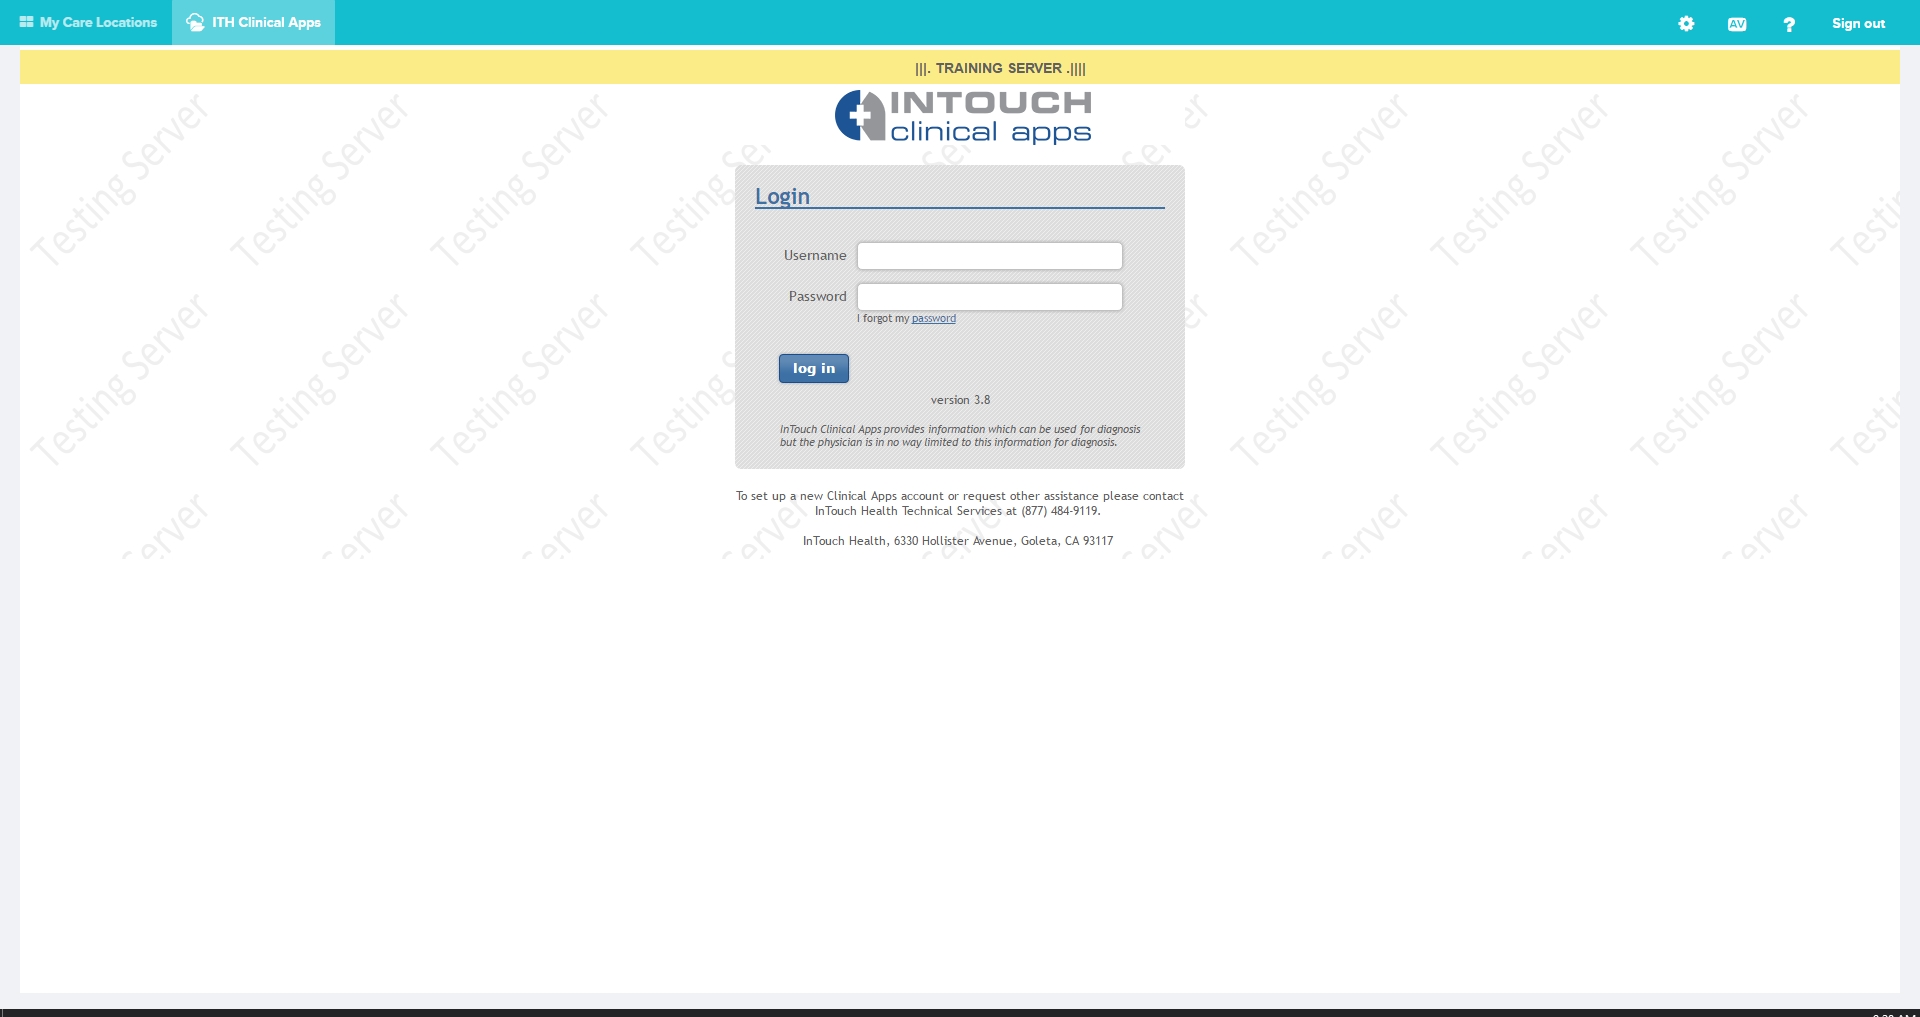 My Care Locations
ITH Clinical Apps
AV
?
Sign out
|||. TRAINING SERVER .||||
INTOUCH
clinical apps
Testing Server Testing Server Testing Server Testing Server Testing Server Testing Server Testing Server
Login
Username
Password
I forgot my password
log in
version 3.8
InTouch Clinical Apps provides information which can be used for diagnosis
but the physician is in no way limited to this information for diagnosis.
Testing Server Testing Server Testing Server Testing Server Testing Server Testing Server
To set up a new Clinical Apps account or request other assistance please contact
InTouch Health Technical Services at (877) 484-9119.
InTouch Health, 6330 Hollister Avenue, Goleta, CA 93117